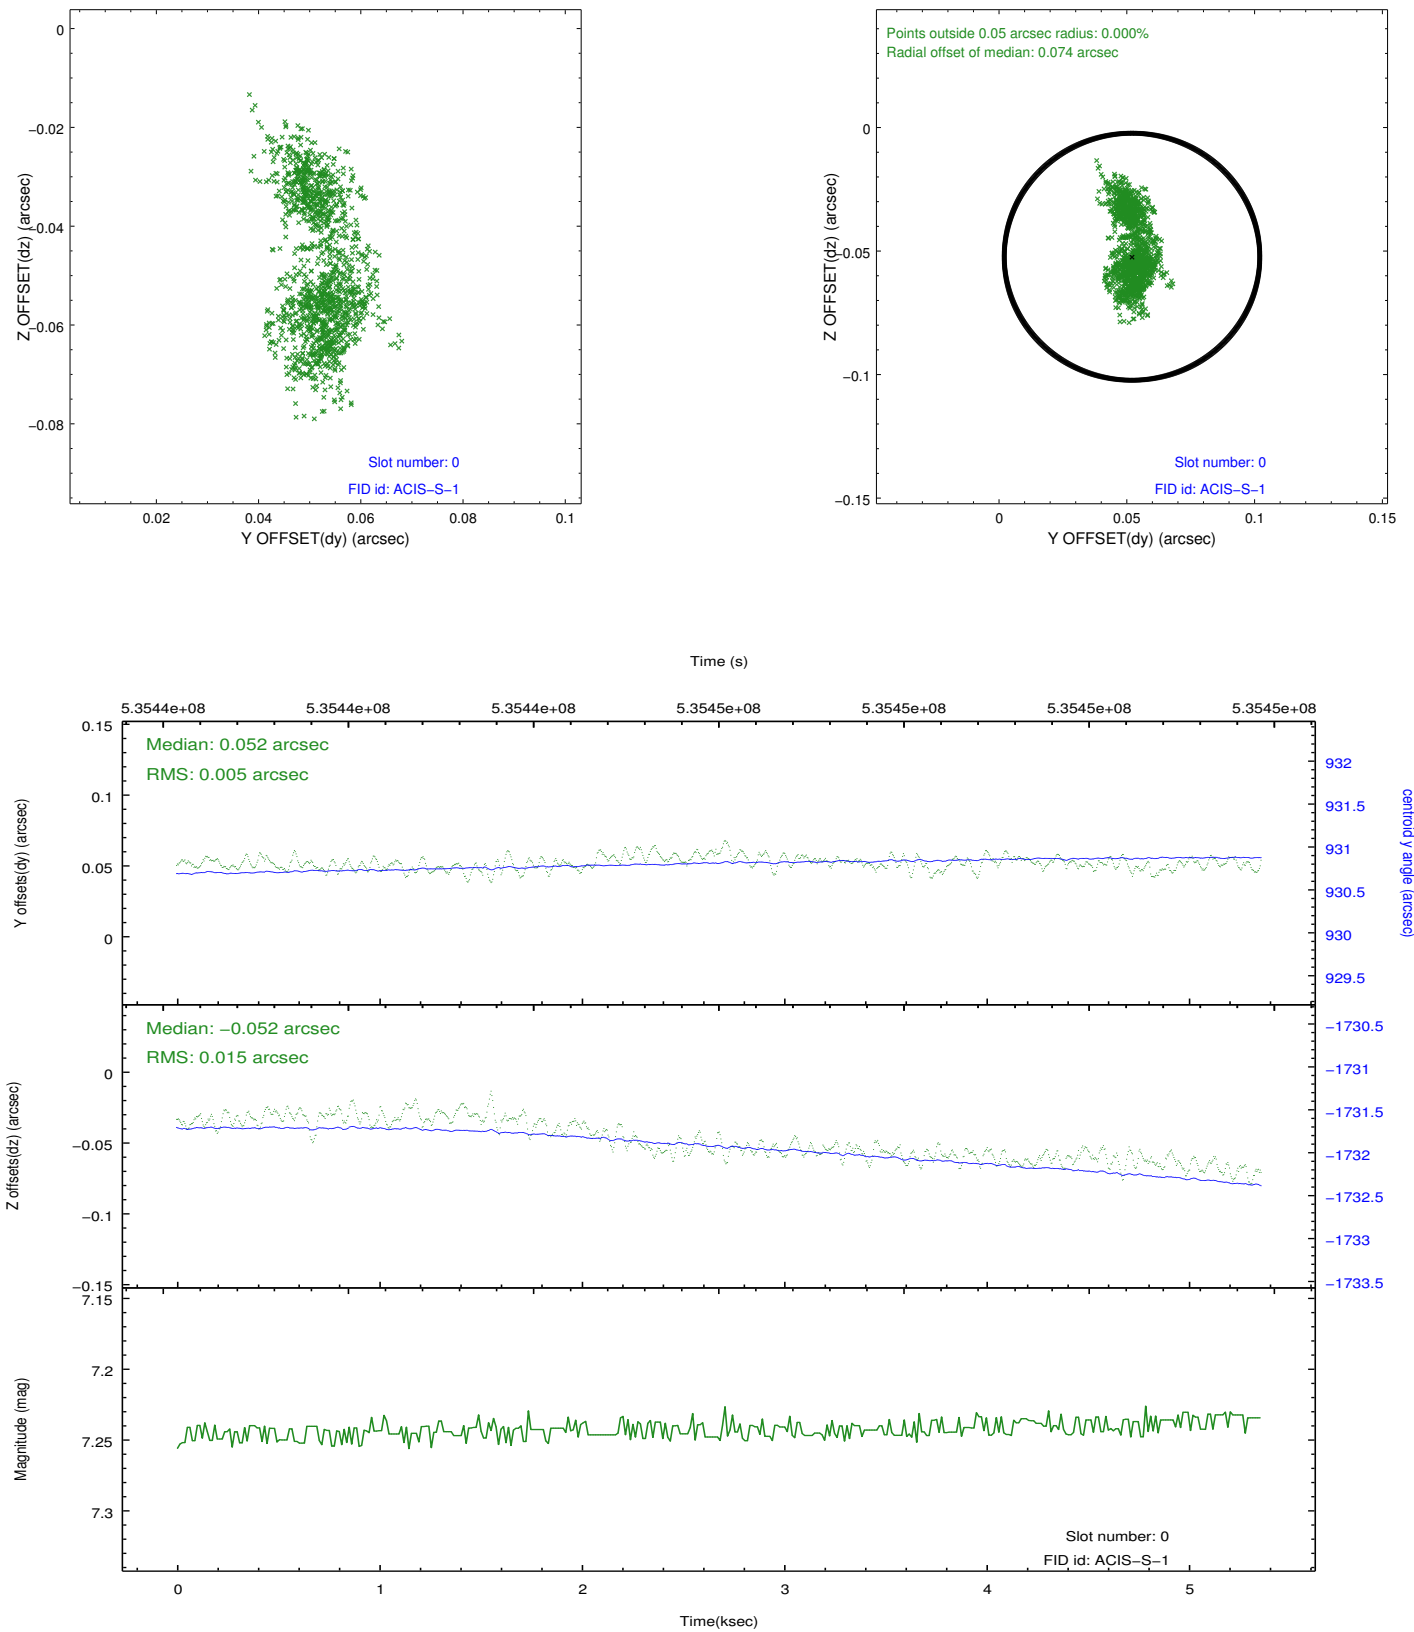 0
−0.02
−0.04
−0.06
−0.08
Z OFFSET(dz) (arcsec)
Slot number: 0
FID id: ACIS−S−1
0.02
0.04
0.06
0.08
0.1
Y OFFSET(dy) (arcsec)
Points outside 0.05 arcsec radius: 0.000%
Radial offset of median: 0.074 arcsec
0
−0.05
−0.1
−0.15
Z OFFSET(dz) (arcsec)
Slot number: 0
FID id: ACIS−S−1
0
0.05
0.1
0.15
Y OFFSET(dy) (arcsec)
Time (s)
5.3544e+08
5.3544e+08
5.3544e+08
5.3545e+08
5.3545e+08
5.3545e+08
5.3545e+08
Median: 0.052 arcsec
RMS: 0.005 arcsec
0.15
0.1
0.05
0
Y offsets(dy) (arcsec)
932
931.5
931
930.5
930
929.5
centroid y angle (arcsec)
Median: −0.052 arcsec
RMS: 0.015 arcsec
0
−0.05
−0.1
−0.15
Z offsets(dz) (arcsec)
−1730.5
−1731
−1731.5
−1732
−1732.5
−1733
−1733.5
7.15
7.2
7.25
7.3
Magnitude (mag)
Slot number: 0
FID id: ACIS−S−1
0
1
2
3
4
5
Time(ksec)